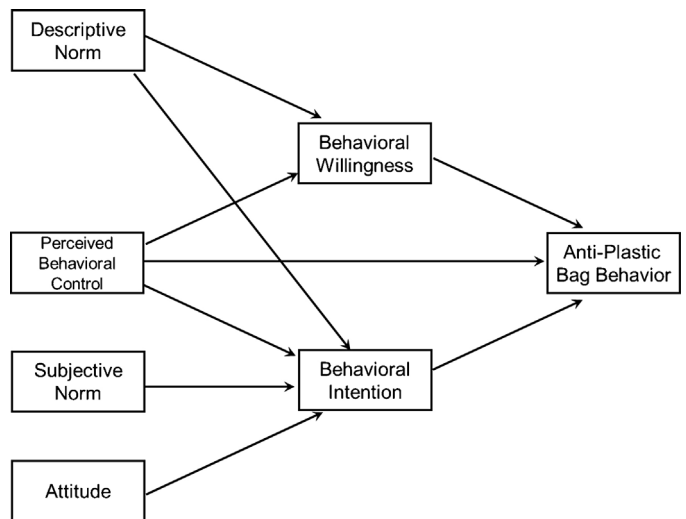 Descriptive
Norm
Behavioral
Willingness
Perceived
Behavioral
Control
Anti-Plastic
Bag Behavior
Subjective
Norm
Behavioral
Intention
Attitude